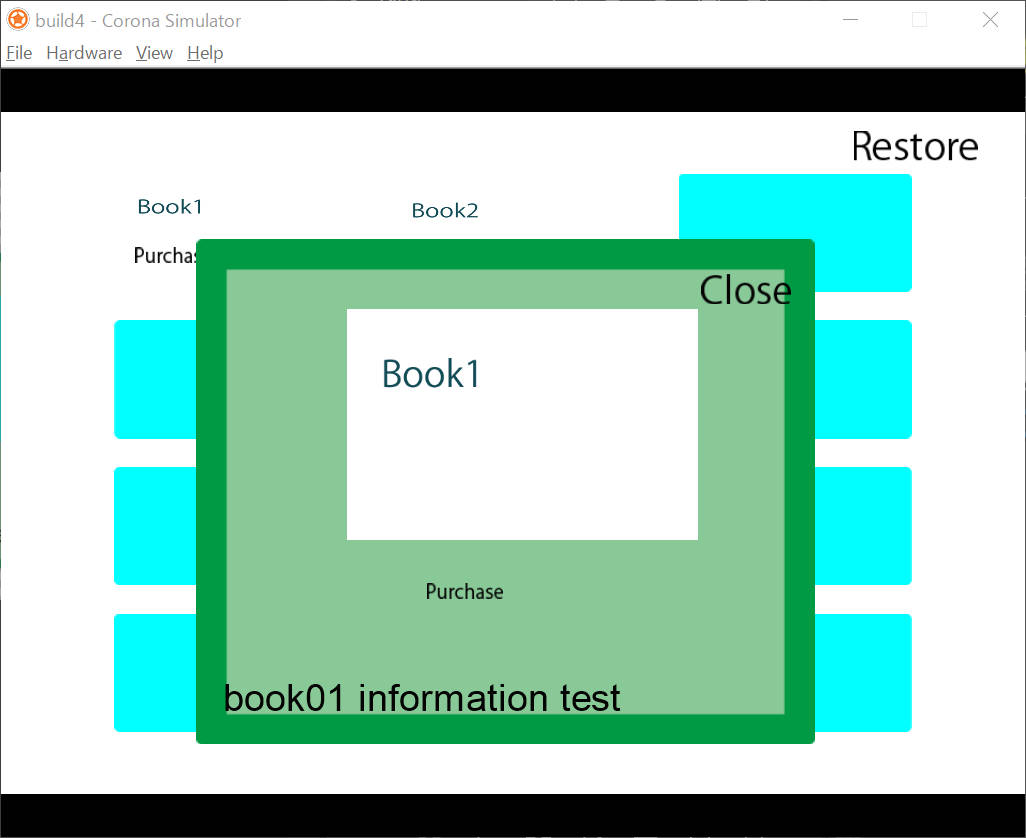 build4 - Corona Simulator
File Hardware View Help
Restore
Book1
Book2
Purchas
Close
Book1
Purchase
book01 information test